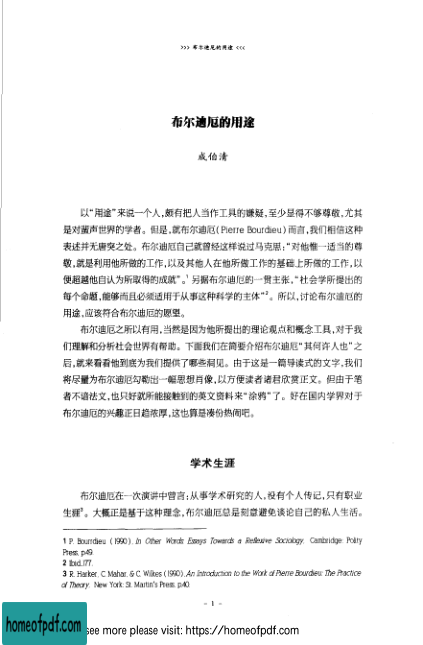 >>> 布尔迪厄的用途 <<<
布尔迪厄的用途
成伯清
以“用途”来说一个人,颇有把人当作工具的嫌疑,至少显得不够尊敬,尤其
是对蜚声世界的学者。但是,就布尔迪厄(Pierre Bourdieu)而言,我们相信这种
表述并无唐突之处。布尔迪厄自己就曾经这样说过马克思:“对他惟一适当的尊
敬,就是利用他所做的工作,以及其他人在他所做工作的基础上所做的工作,以
便超越他自认为所取得的成就”。1 另据布尔迪厄的一贯主张,“社会学所提出的
每个命题,能够而且必须适用于从事这种科学的主体”2。所以,讨论布尔迪厄的
用途,应该符合布尔迪厄的愿望。
布尔迪厄之所以有用,当然是因为他所提出的理论观点和概念工具,对于我
们理解和分析社会世界有帮助。下面我们在简要介绍布尔迪厄“其何许人也”之
后,就来看看他到底为我们提供了哪些洞见。由于这是一篇导读式的文字,我们
将尽量为布尔迪厄勾勒出一幅思想肖像,以方便读者诸君欣赏正文。但由于笔
者不谙法文,也只好就所能接触到的英文资料来“涂鸦”了。好在国内学界对于
布尔迪厄的兴趣正日趋浓厚,这也算是凑份热闹吧。
学术生涯
布尔迪厄在一次演讲中曾言:从事学术研究的人,没有个人传记,只有职业
生涯3。大概正是基于这种理念,布尔迪厄总是刻意避免谈论自己的私人生活。
1 P. Bourrdieu (1990). In Other Words: Essays Towards a Reflexive Sociology, Cambridge: Polity
Press, p49.
2 Ibid.,177.
3 R. Harker, C. Mahar, & C. Wilkes (1990). An Introduction to the Work of Pierre Bourdieu: The Practice
of Theory. New York: St. Martin's Press. p40.
- 1 -
homeofpdf.com
see more please visit: https://homeofpdf.com